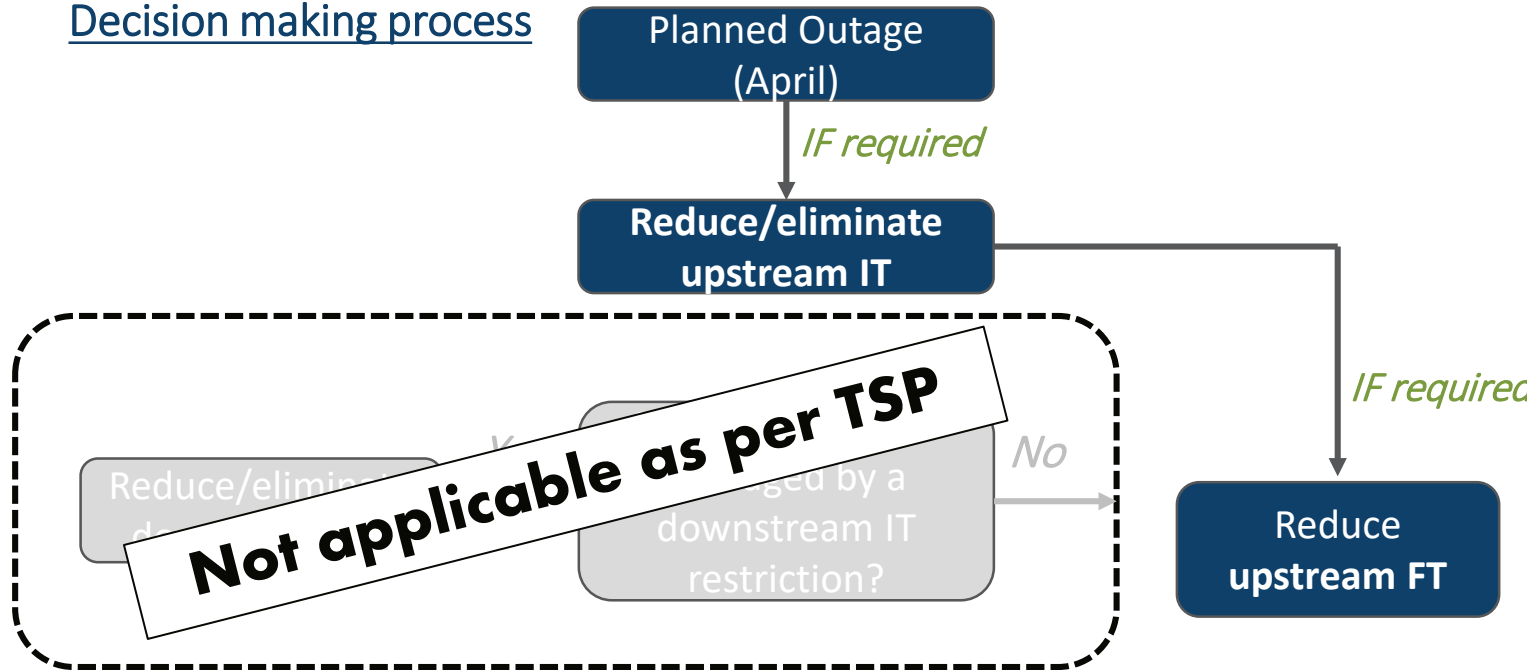 Decision making process
Planned Outage
(April)
IF required
Reduce/eliminate
upstream IT
IF required
Not applicable as per TSP
by a
downstream IT
restriction?
No
Reduce
upstream FT